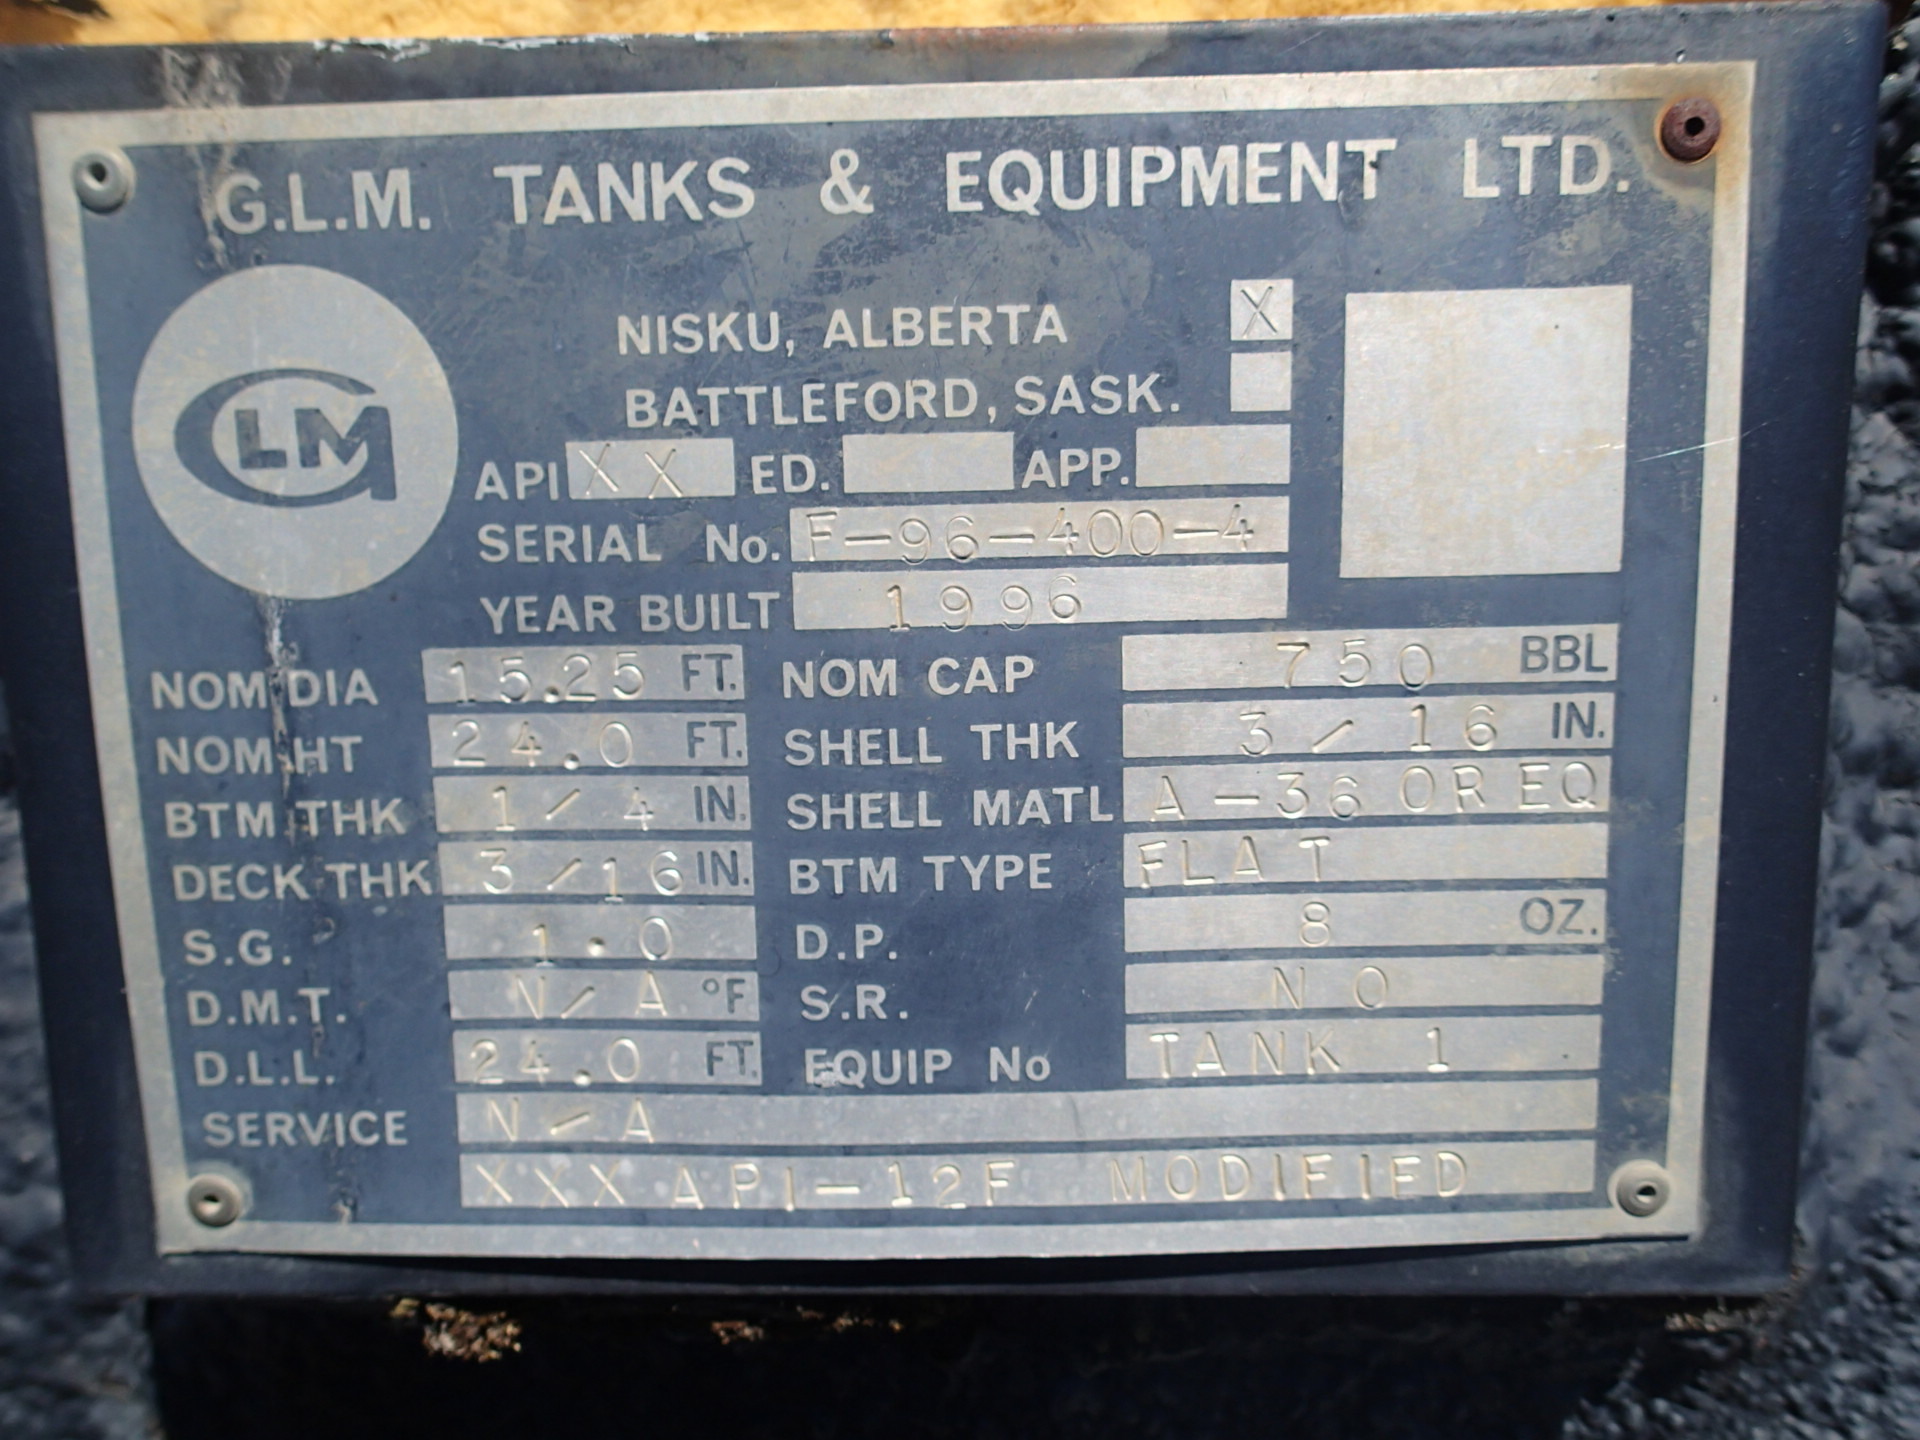 G.L.M. TANKS & EQUIPMENT LTD.
GLM
NISKU, ALBERTA X
BATTLEFORD, SASK.
API XX ED. APP.
SERIAL No. F-96-400-4
YEAR BUILT 1996
NOM DIA 15.25 FT. NOM CAP 750 BBL
NOM HT 24.0 FT. SHELL THK 3/16 IN.
BTM THK 1/4 IN. SHELL MATL A-36 OR EQ
DECK THK 3/16 IN. BTM TYPE FLAT
S.G. 1.0 D.P. 8 OZ.
D.M.T. N/A °F S.R. NO
D.L.L. 24.0 FT. EQUIP No TANK 1
SERVICE N/A
XXX API-12F MODIFIED